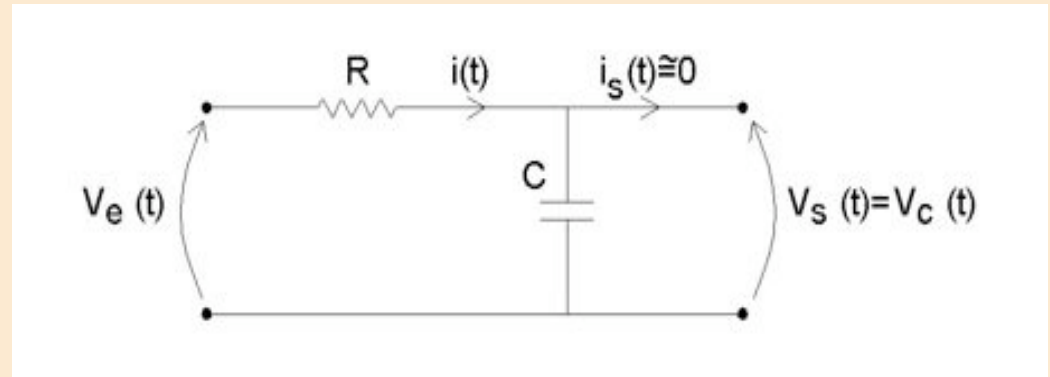 R i(t) i_s(t)≅0
C
V_e (t) V_s (t)=V_c (t)